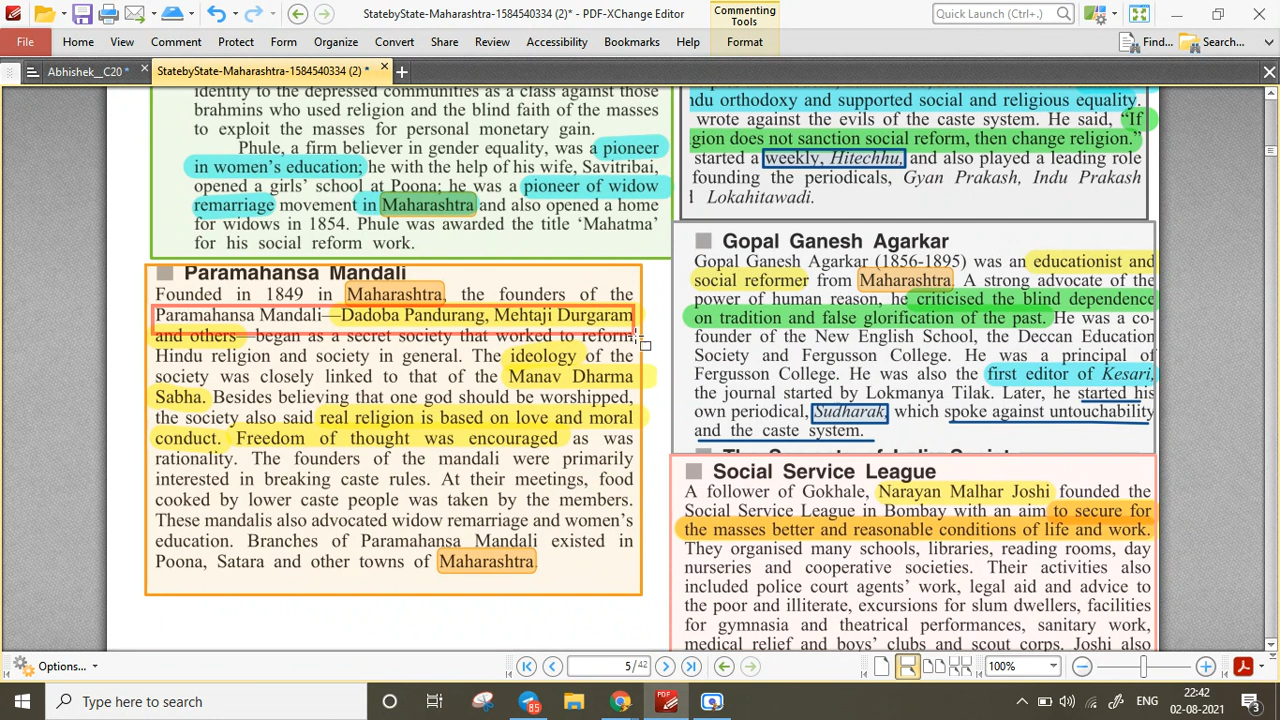 StatebyState-Maharashtra-1584540334 (2)* - PDF-XChange Editor
Commenting Tools
Quick Launch (Ctrl+.)
File
Home
View
Comment
Protect
Form
Organize
Convert
Share
Review
Accessibility
Bookmarks
Help
Format
Find...
Search...
Abhishek__C20 *
StatebyState-Maharashtra-1584540334 (2) *
identity to the depressed communities as a class against those
brahmins who used religion and the blind faith of the masses
to exploit the masses for personal monetary gain.
Phule, a firm believer in gender equality, was a pioneer
in women's education; he with the help of his wife, Savitribai,
opened a girls' school at Poona; he was a pioneer of widow
remarriage movement in Maharashtra and also opened a home
for widows in 1854. Phule was awarded the title 'Mahatma'
for his social reform work.
Paramahansa Mandali
Founded in 1849 in Maharashtra, the founders of the
Paramahansa Mandali—Dadoba Pandurang, Mehtaji Durgaram
and others—began as a secret society that worked to reform
Hindu religion and society in general. The ideology of the
society was closely linked to that of the Manav Dharma
Sabha. Besides believing that one god should be worshipped,
the society also said real religion is based on love and moral
conduct. Freedom of thought was encouraged as was
rationality. The founders of the mandali were primarily
interested in breaking caste rules. At their meetings, food
cooked by lower caste people was taken by the members.
These mandalis also advocated widow remarriage and women's
education. Branches of Paramahansa Mandali existed in
Poona, Satara and other towns of Maharashtra.
ndu orthodoxy and supported social and religious equality.
wrote against the evils of the caste system. He said, "If
gion does not sanction social reform, then change religion."
started a weekly, Hitechhu, and also played a leading role
founding the periodicals, Gyan Prakash, Indu Prakash
l Lokahitawadi.
Gopal Ganesh Agarkar
Gopal Ganesh Agarkar (1856-1895) was an educationist and
social reformer from Maharashtra. A strong advocate of the
power of human reason, he criticised the blind dependence
on tradition and false glorification of the past. He was a co-
founder of the New English School, the Deccan Education
Society and Fergusson College. He was a principal of
Fergusson College. He was also the first editor of Kesari,
the journal started by Lokmanya Tilak. Later, he started his
own periodical, Sudharak, which spoke against untouchability
and the caste system.
Social Service League
A follower of Gokhale, Narayan Malhar Joshi founded the
Social Service League in Bombay with an aim to secure for
the masses better and reasonable conditions of life and work.
They organised many schools, libraries, reading rooms, day
nurseries and cooperative societies. Their activities also
included police court agents' work, legal aid and advice to
the poor and illiterate, excursions for slum dwellers, facilities
for gymnasia and theatrical performances, sanitary work,
medical relief and boys' clubs and scout corps. Joshi also
Options...
5 / 42
100%
Type here to search
85
ENG
22:42
02-08-2021
3